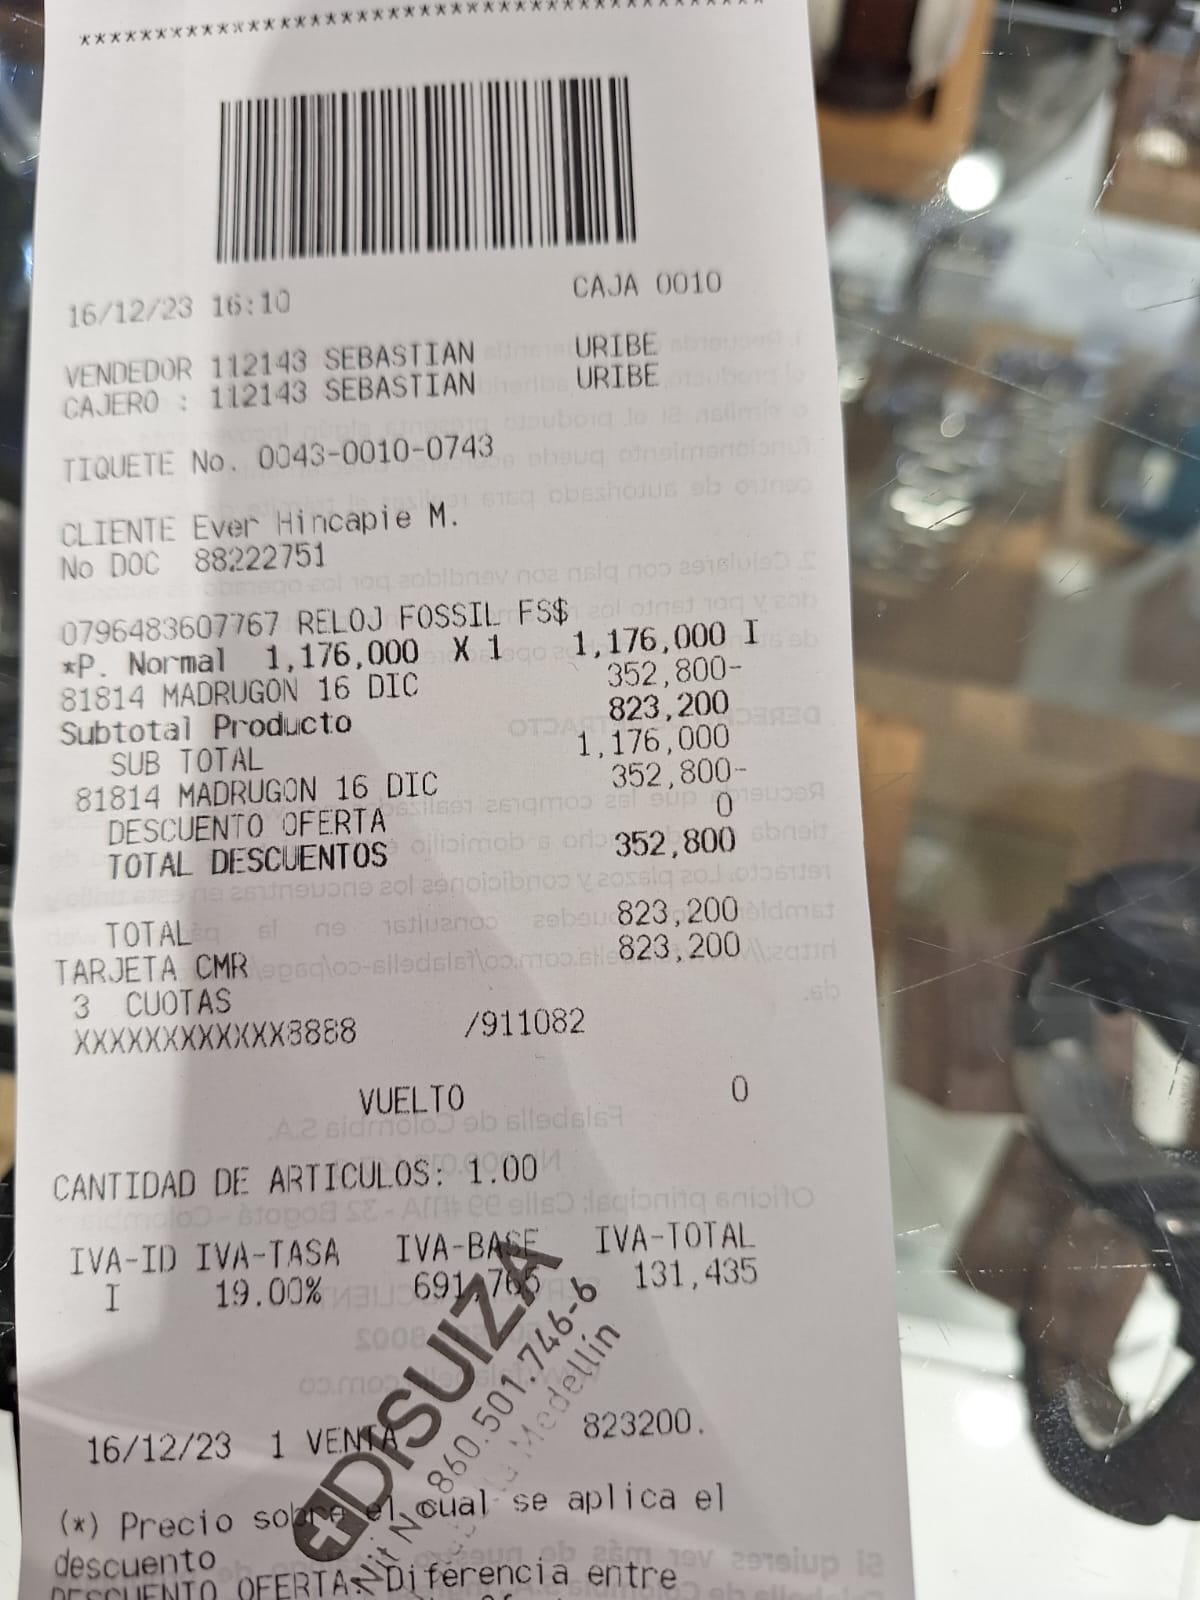 ****************************************
16/12/23 16:10 CAJA 0010
VENDEDOR 112143 SEBASTIAN URIBE
CAJERO : 112143 SEBASTIAN URIBE
TIQUETE No. 0043-0010-0743
CLIENTE Ever Hincapie M.
No DOC 88222751
0796483607767 RELOJ FOSSIL FS$
*P. Normal 1,176,000 X 1 1,176,000 I
81814 MADRUGON 16 DIC 352,800-
Subtotal Producto 823,200
SUB TOTAL 1,176,000
81814 MADRUGON 16 DIC 352,800-
DESCUENTO OFERTA 0
TOTAL DESCUENTOS 352,800
TOTAL 823,200
TARJETA CMR 823,200
3 CUOTAS
XXXXXXXXXXXX8888 /911082
VUELTO 0
CANTIDAD DE ARTICULOS: 1.00
IVA-ID IVA-TASA IVA-BASE IVA-TOTAL
I 19.00% 691,765 131,435
DISUIZA
Nit N 860.501.746-6
Medellín
16/12/23 1 VENTA 823200.
(*) Precio sobre el cual se aplica el
descuento
DESCUENTO OFERTA: Diferencia entre